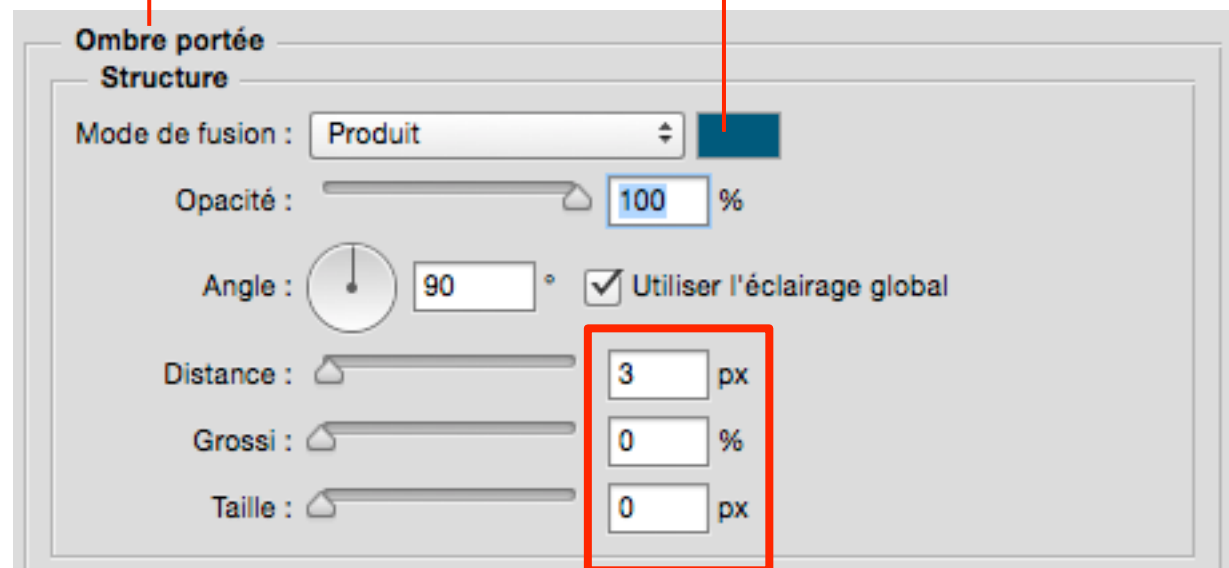 Ombre portée
Structure
Mode de fusion : Produit
Opacité : 100 %
Angle : 90 ° Utiliser l'éclairage global
Distance : 3 px
Grossi : 0 %
Taille : 0 px